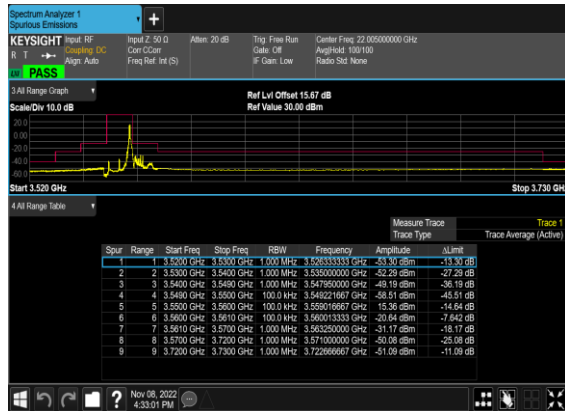 Spectrum Analyzer 1
Spurious Emissions
KEYSIGHT Input: RF Input Z: 50 Ω Atten: 20 dB Trig: Free Run Center Freq: 22.005000000 GHz
R T Coupling: DC Corr CCorr Gate: Off Avg|Hold: 100/100
Align: Auto Freq Ref: Int (S) IF Gain: Low Radio Std: None
PASS
3 All Range Graph
Ref Lvl Offset 15.67 dB
Scale/Div 10.0 dB Ref Value 30.00 dBm
20.0
0.00
-20.0
-40.0
-60.0
Start 3.520 GHz Stop 3.730 GH
4 All Range Table
Measure Trace Trace 1
Trace Type Trace Average (Active)
Spur Range Start Freq Stop Freq RBW Frequency Amplitude ΔLimit
1 1 3.5200 GHz 3.5300 GHz 1.000 MHz 3.526333333 GHz -53.30 dBm -13.30 dB
2 2 3.5300 GHz 3.5400 GHz 1.000 MHz 3.535000000 GHz -52.29 dBm -27.29 dB
3 3 3.5400 GHz 3.5490 GHz 1.000 MHz 3.547950000 GHz -49.19 dBm -36.19 dB
4 4 3.5490 GHz 3.5500 GHz 100.0 kHz 3.549221667 GHz -58.51 dBm -45.51 dB
5 5 3.5500 GHz 3.5600 GHz 100.0 kHz 3.559016667 GHz 15.36 dBm -14.64 dB
6 6 3.5600 GHz 3.5610 GHz 100.0 kHz 3.560013333 GHz -20.64 dBm -7.642 dB
7 7 3.5610 GHz 3.5700 GHz 1.000 MHz 3.563250000 GHz -31.17 dBm -18.17 dB
8 8 3.5700 GHz 3.7200 GHz 1.000 MHz 3.571000000 GHz -50.08 dBm -25.08 dB
9 9 3.7200 GHz 3.7300 GHz 1.000 MHz 3.722666667 GHz -51.09 dBm -11.09 dB
Nov 08, 2022
4:33:01 PM